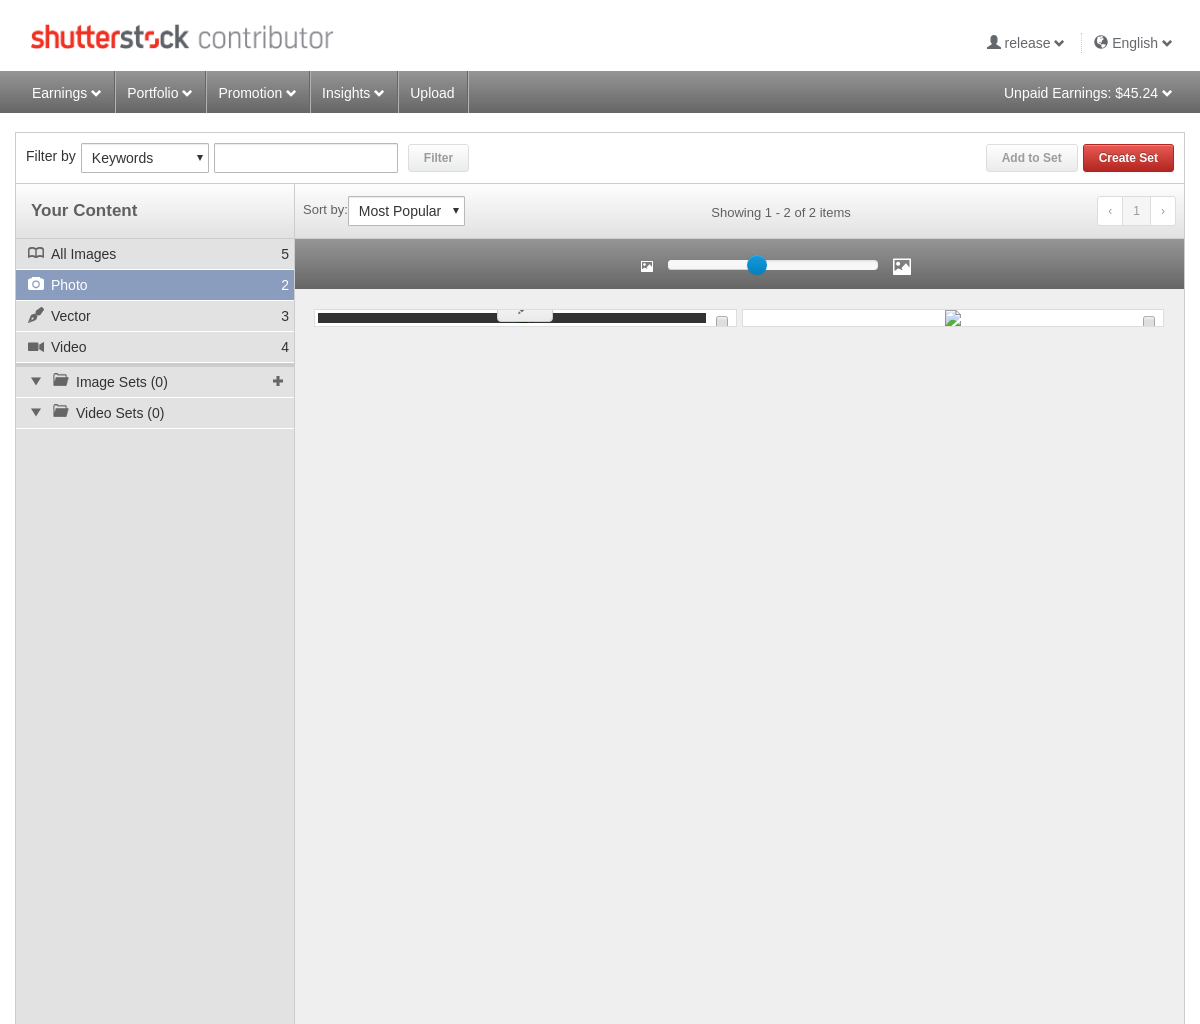 shutterstock contributor
release
English
Earnings
Portfolio
Promotion
Insights
Upload
Unpaid Earnings: $45.24
Filter by
Keywords
Filter
Add to Set
Create Set
Your Content
Sort by:
Most Popular
Showing 1 - 2 of 2 items
‹ 1 ›
All Images 5
Photo 2
Vector 3
Video 4
Image Sets (0)
Video Sets (0)